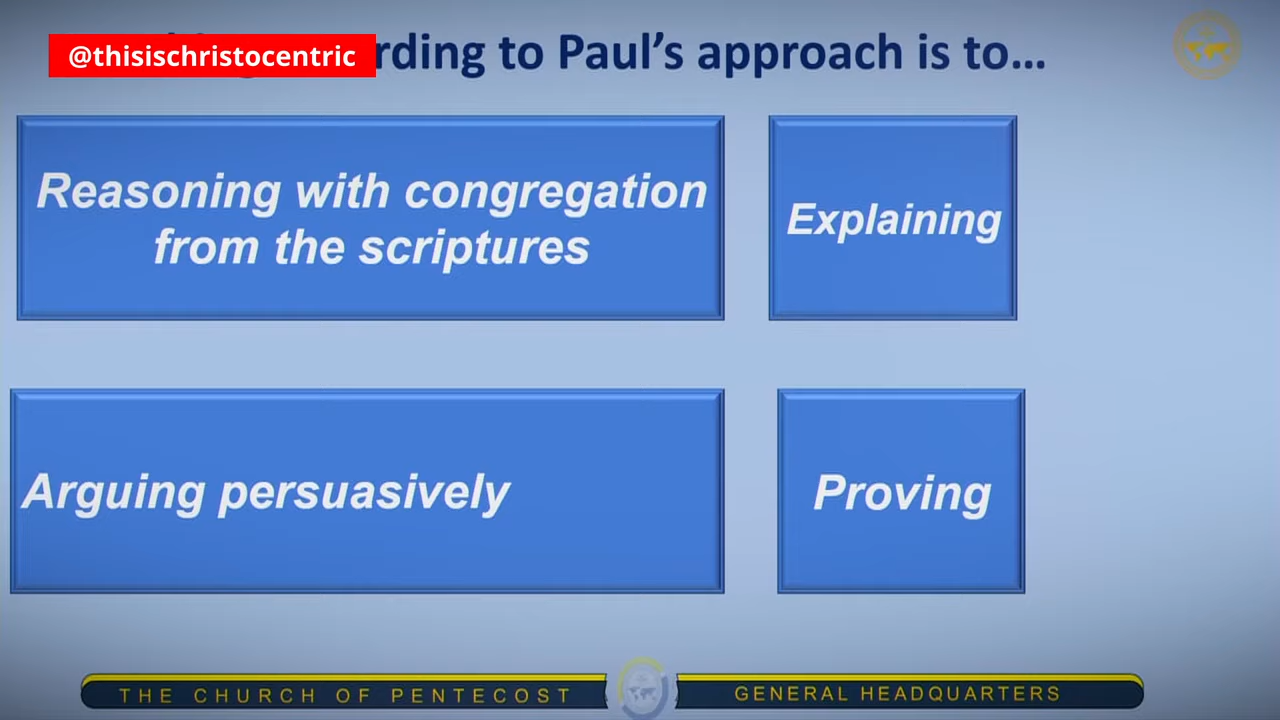 @thisischristocentric
rding to Paul's approach is to...
Reasoning with congregation
from the scriptures
Explaining
Arguing persuasively
Proving
THE CHURCH OF PENTECOST
GENERAL HEADQUARTERS